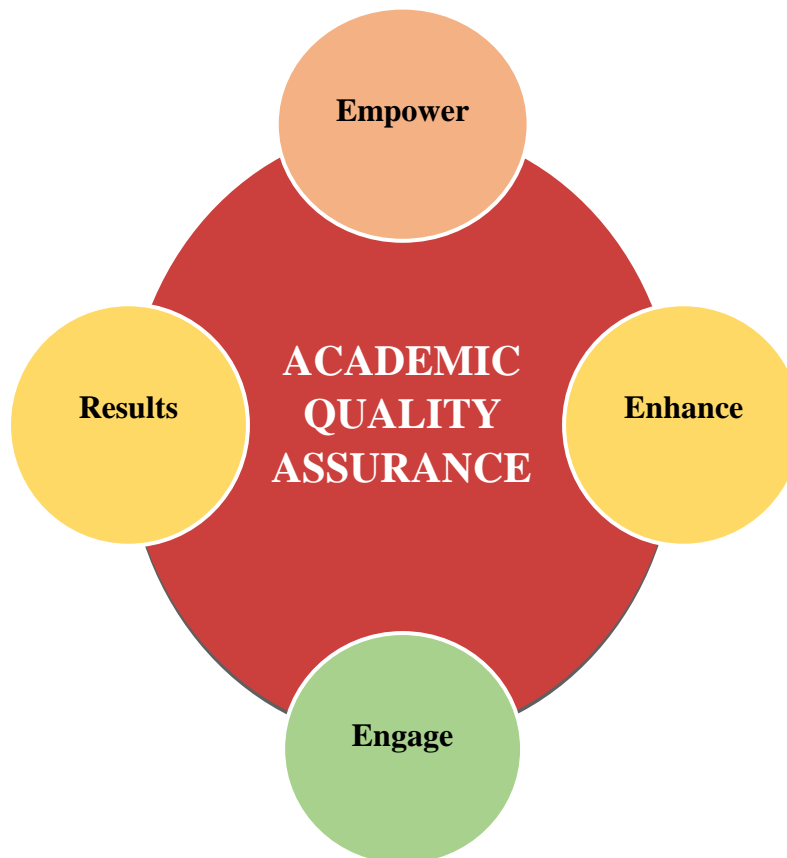 Empower
Results
ACADEMIC
QUALITY
ASSURANCE
Enhance
Engage